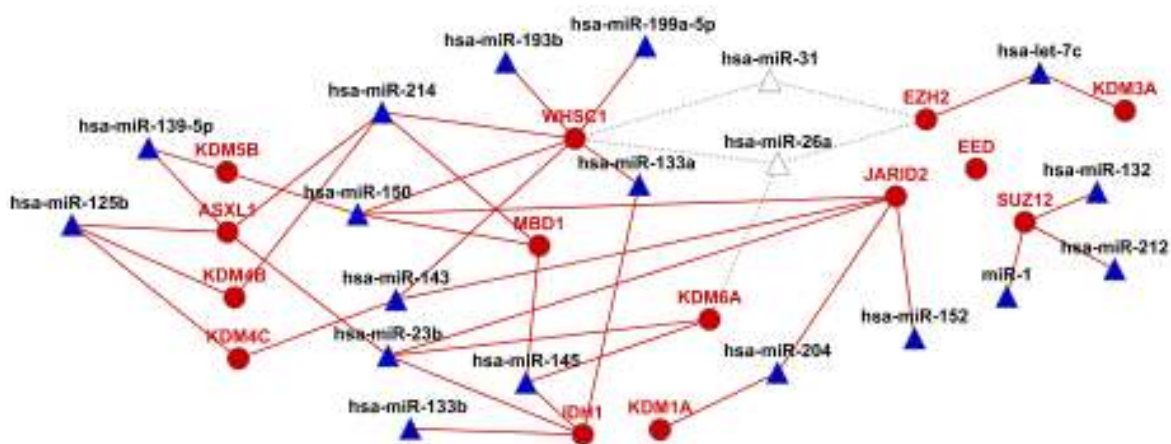 hsa-miR-199a-5p
hsa-miR-193b
hsa-miR-31
hsa-let-7c
hsa-miR-214
KDM3A
WHSC1
EZH2
hsa-miR-139-5p
KDM5B
hsa-miR-26a
hsa-miR-133a
EED
hsa-miR-132
hsa-miR-150
JARID2
hsa-miR-125b
ASXL1
MBD1
SUZ12
hsa-miR-212
KDM4B
hsa-miR-143
miR-1
KDM6A
KDM4C
hsa-miR-23b
hsa-miR-152
hsa-miR-145
hsa-miR-204
hsa-miR-133b
IDH1
KDM1A